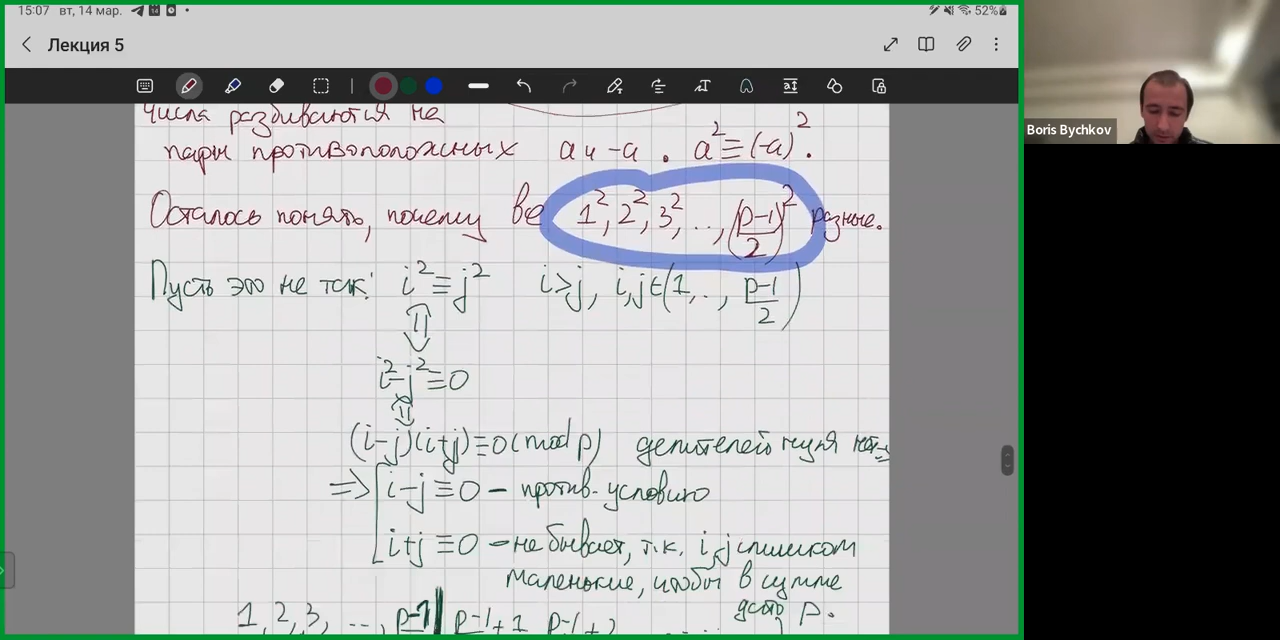 15:07 вт, 14 мар. 52%
Лекция 5
Boris Bychkov
числа разбиваются на
пары противоположных a и -a. a² ≡ (-a)².
Осталось понять, почему все 1², 2², 3², .., (p-1/2)² разные.
Пусть это не так: i² ≡ j² i>j, i,j ∈ (1, .., p-1/2)
⇕
i²-j² ≡ 0
⇕
(i-j)(i+j) ≡ 0 (mod p) делителей нуля нет ⇒
⇒ [ i-j ≡ 0 – против. условию
i+j ≡ 0 – не бывает, т.к. i,j слишком
маленькие, чтобы в сумме
дать p.
1, 2, 3, ..., p-1 | p-1 +1 p-1 +2